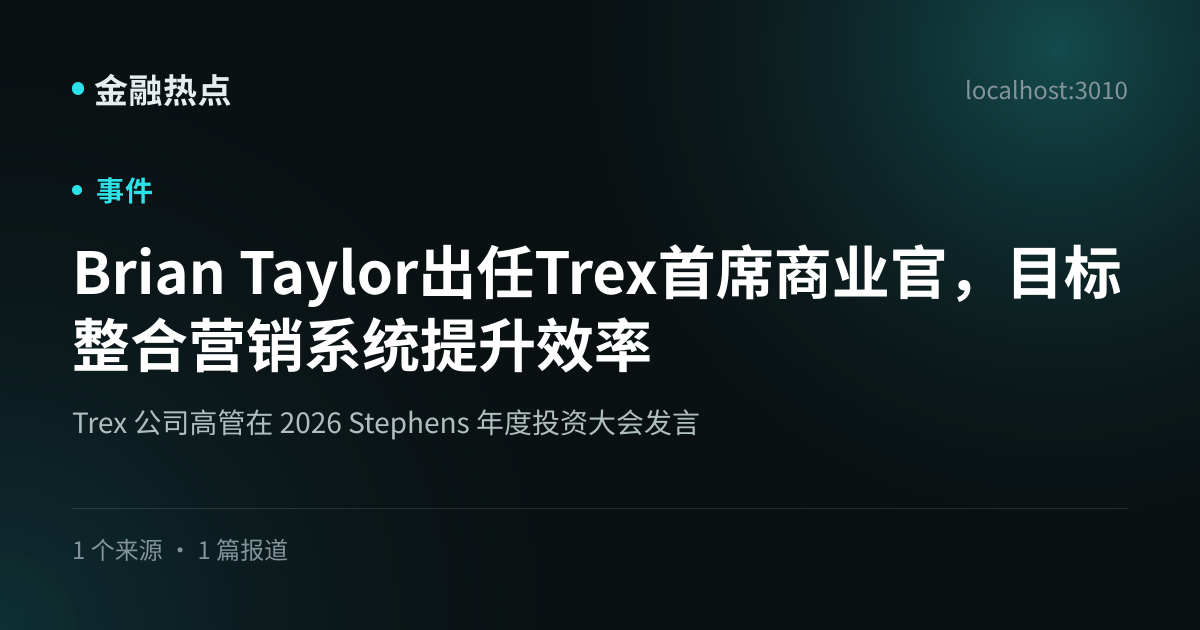 金融热点
localhost:3010
事件
Brian Taylor出任Trex首席商业官，目标
整合营销系统提升效率
Trex 公司高管在 2026 Stephens 年度投资大会发言
1 个来源 • 1 篇报道